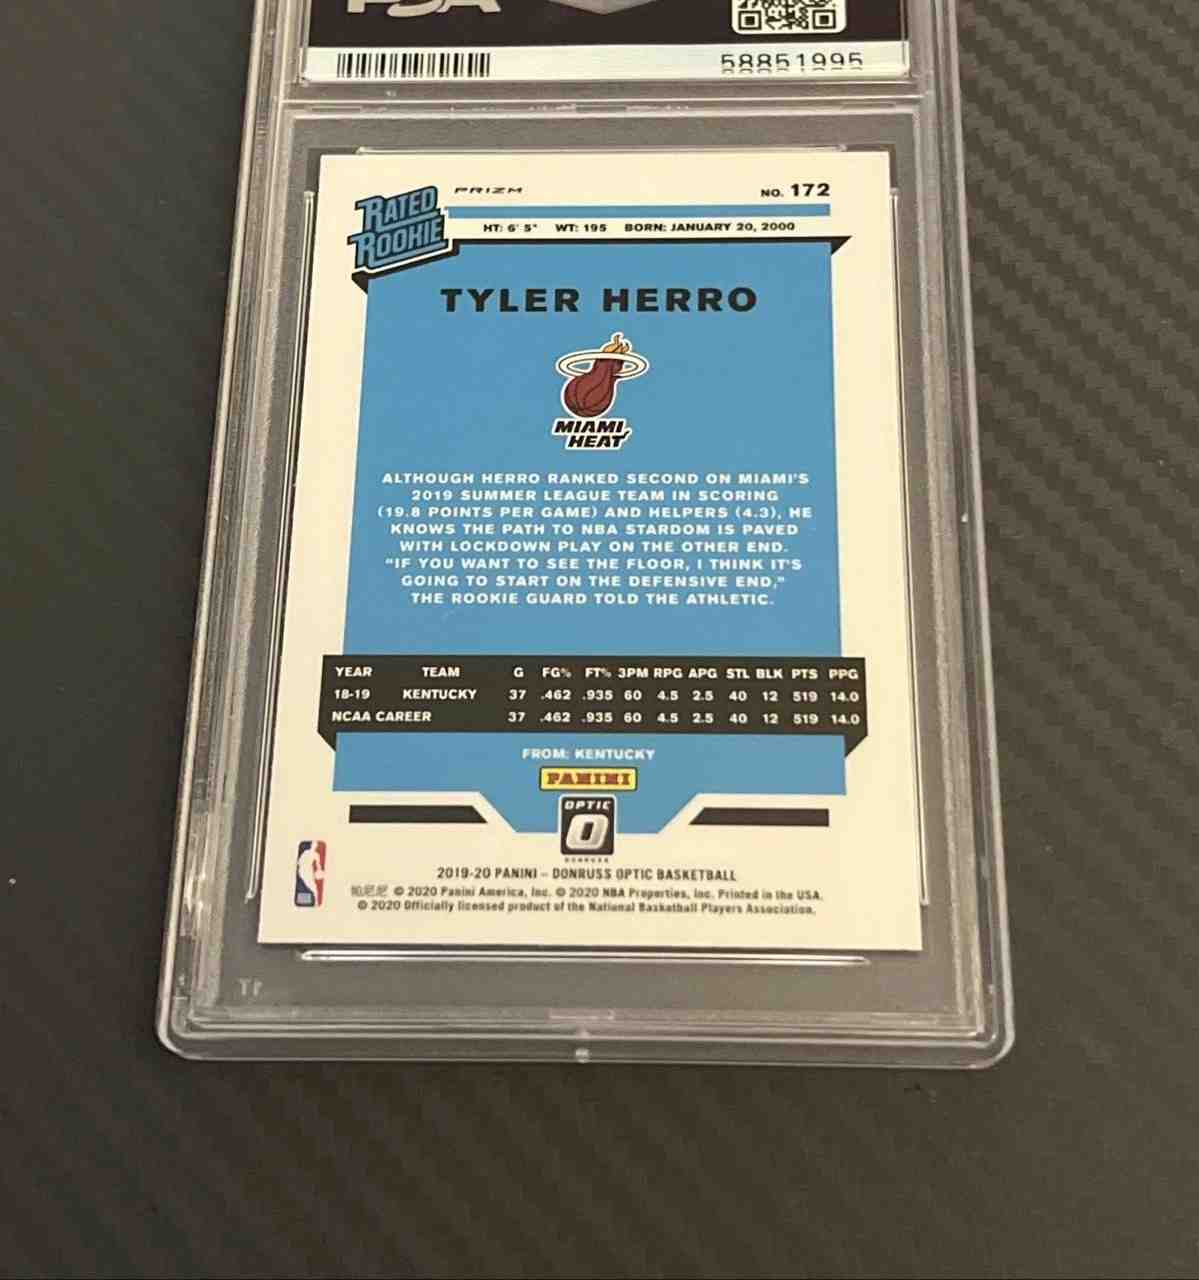 PSA
58851995
RATED ROOKIE
PRIZM
NO. 172
HT: 6' 5" WT: 195 BORN: JANUARY 20, 2000
TYLER HERRO
MIAMI
HEAT
ALTHOUGH HERRO RANKED SECOND ON MIAMI'S
2019 SUMMER LEAGUE TEAM IN SCORING
(19.8 POINTS PER GAME) AND HELPERS (4.3), HE
KNOWS THE PATH TO NBA STARDOM IS PAVED
WITH LOCKDOWN PLAY ON THE OTHER END.
"IF YOU WANT TO SEE THE FLOOR, I THINK IT'S
GOING TO START ON THE DEFENSIVE END,"
THE ROOKIE GUARD TOLD THE ATHLETIC.
YEAR TEAM G FG% FT% 3PM RPG APG STL BLK PTS PPG
18-19 KENTUCKY 37 .462 .935 60 4.5 2.5 40 12 519 14.0
NCAA CAREER 37 .462 .935 60 4.5 2.5 40 12 519 14.0
FROM: KENTUCKY
PANINI
OPTIC
O
DONRUSS
2019-20 PANINI – DONRUSS OPTIC BASKETBALL
帕尼尼 © 2020 Panini America, Inc. © 2020 NBA Properties, Inc. Printed in the USA.
© 2020 Officially licensed product of the National Basketball Players Association.